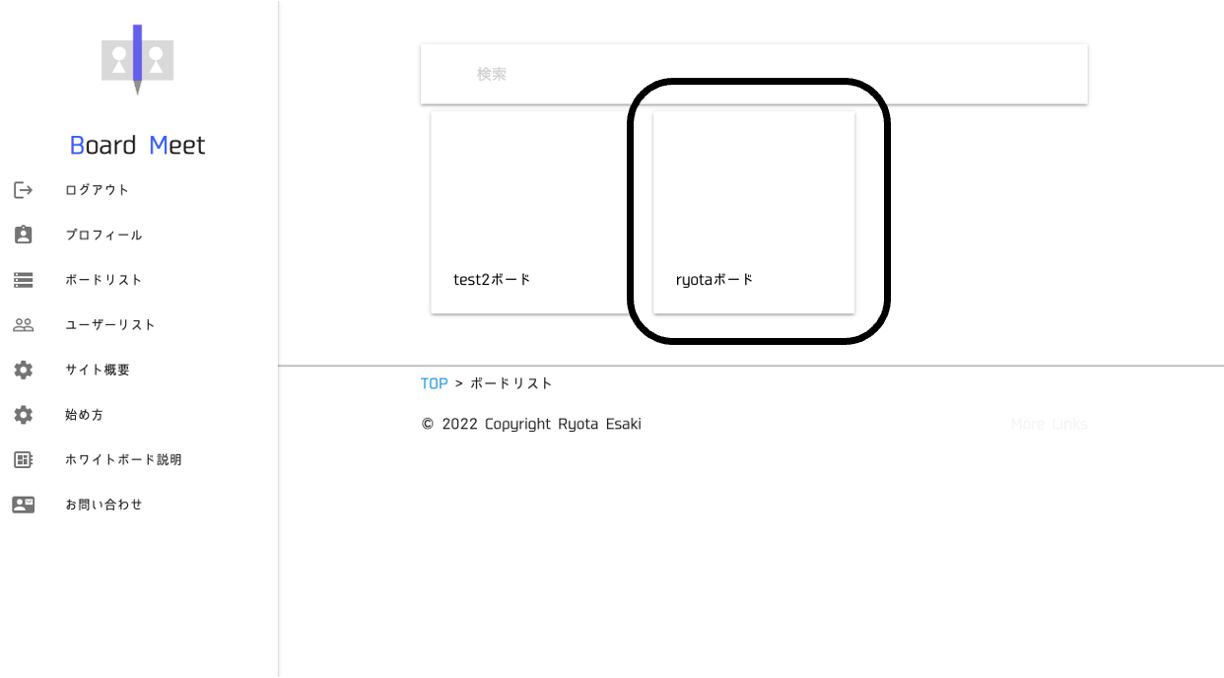 Board Meet
ログアウト
プロフィール
ボードリスト
ユーザーリスト
サイト概要
始め方
ホワイトボード説明
お問い合わせ
検索
test2ボード
ryotaボード
TOP > ボードリスト
© 2022 Copyright Ryota Esaki
More Links